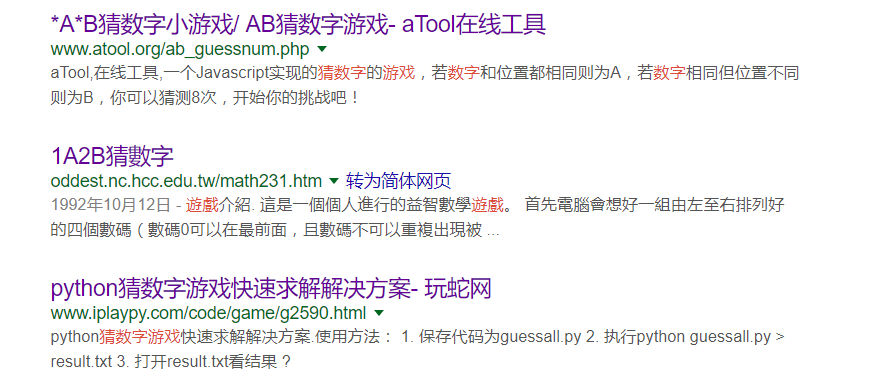 *A*B猜数字小游戏/ AB猜数字游戏- aTool在线工具
www.atool.org/ab_guessnum.php
aTool,在线工具,一个Javascript实现的猜数字的游戏，若数字和位置都相同则为A，若数字相同但位置不同
则为B，你可以猜测8次，开始你的挑战吧！
1A2B猜數字
oddest.nc.hcc.edu.tw/math231.htm 转为简体网页
1992年10月12日 - 遊戲介紹. 這是一個個人進行的益智數學遊戲。 首先電腦會想好一組由左至右排列好
的四個數碼（數碼0可以在最前面，且數碼不可以重複出現被 ...
python猜数字游戏快速求解解决方案- 玩蛇网
www.iplaypy.com/code/game/g2590.html
python猜数字游戏快速求解解决方案.使用方法： 1. 保存代码为guessall.py 2. 执行python guessall.py >
result.txt 3. 打开result.txt看结果？